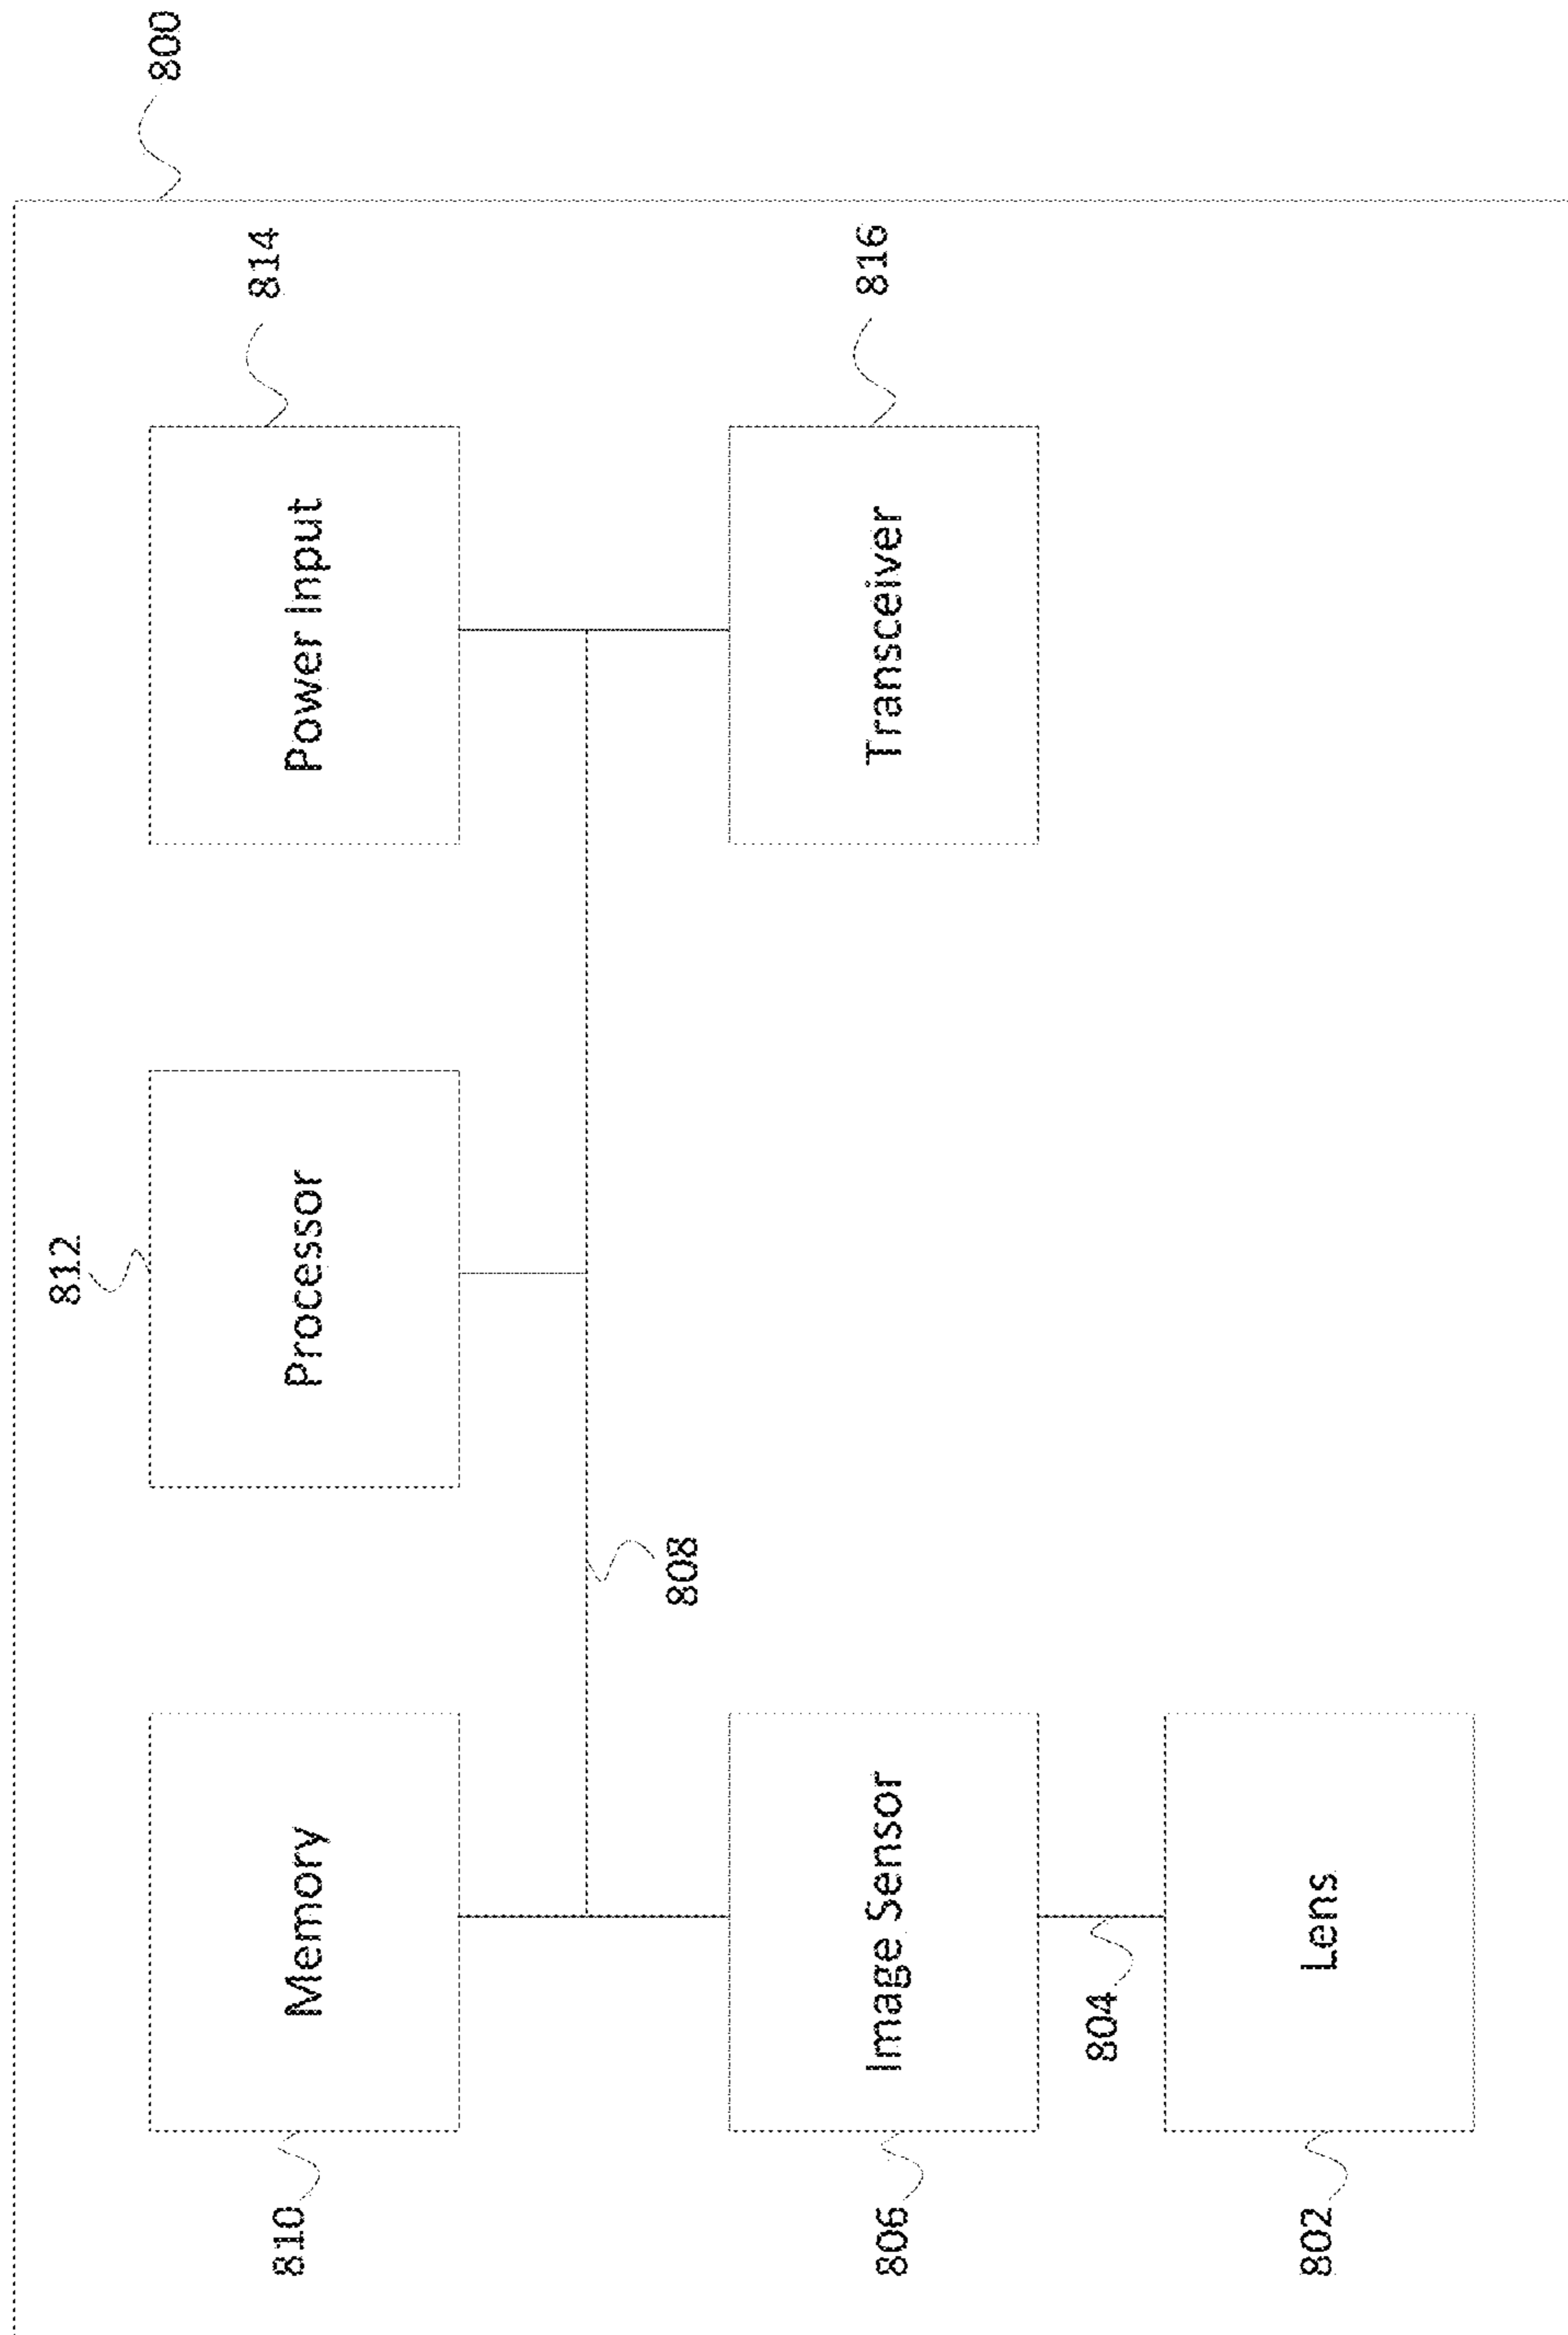 800
810
Memory
812
Processor
814
Power Input
808
806
Image Sensor
816
Transceiver
804
802
Lens